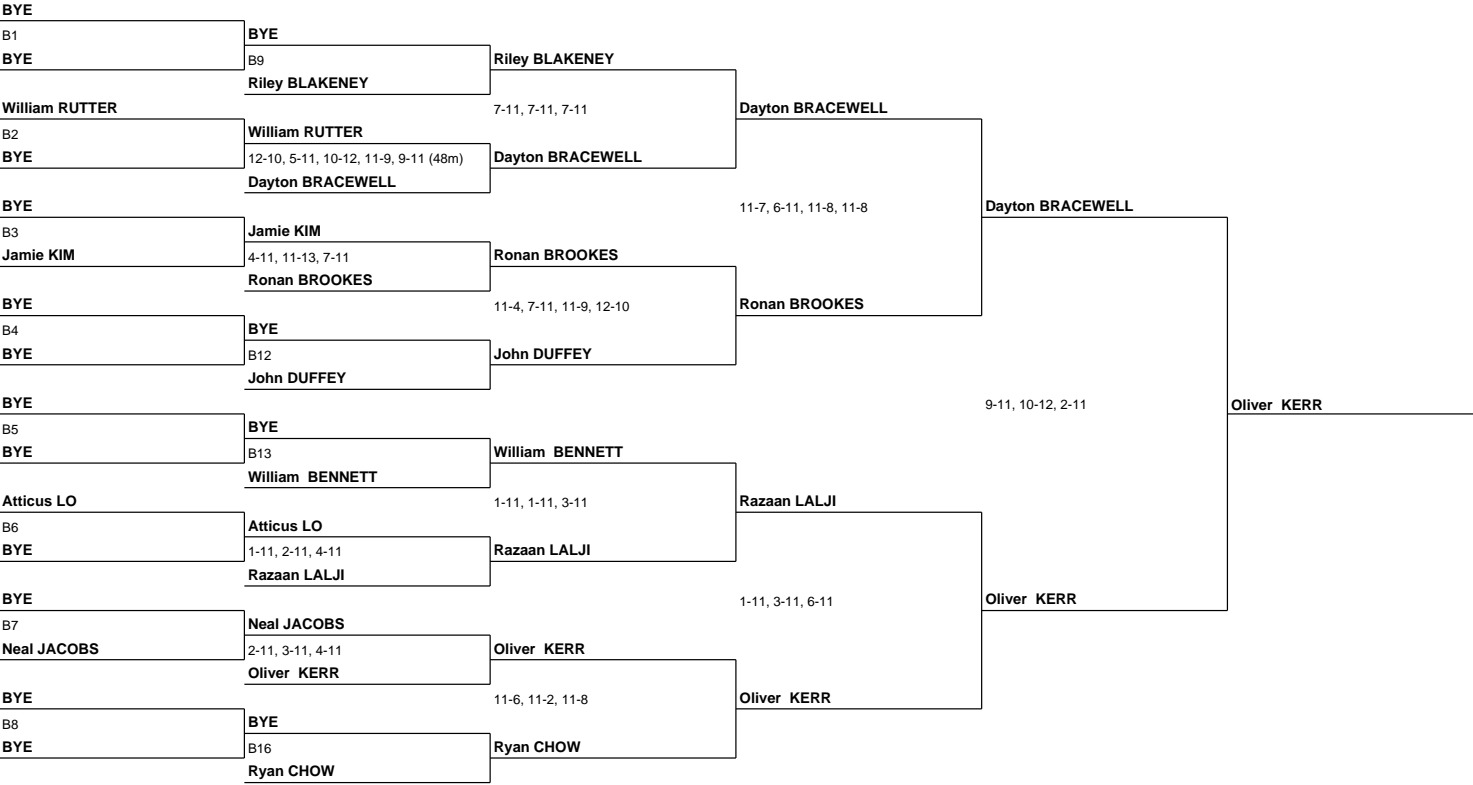 BYE
B1
BYE
William RUTTER
B2
BYE
BYE
B3
Jamie KIM
BYE
B4
BYE
BYE
B5
BYE
Atticus LO
B6
BYE
BYE
B7
Neal JACOBS
BYE
B8
BYE
BYE
B9
Riley BLAKENEY
William RUTTER
12-10, 5-11, 10-12, 11-9, 9-11 (48m)
Dayton BRACEWELL
Jamie KIM
4-11, 11-13, 7-11
Ronan BROOKES
BYE
B12
John DUFFEY
BYE
B13
William  BENNETT
Atticus LO
1-11, 2-11, 4-11
Razaan LALJI
Neal JACOBS
2-11, 3-11, 4-11
Oliver  KERR
BYE
B16
Ryan CHOW
Riley BLAKENEY
7-11, 7-11, 7-11
Dayton BRACEWELL
Ronan BROOKES
11-4, 7-11, 11-9, 12-10
John DUFFEY
William  BENNETT
1-11, 1-11, 3-11
Razaan LALJI
Oliver  KERR
11-6, 11-2, 11-8
Ryan CHOW
Dayton BRACEWELL
11-7, 6-11, 11-8, 11-8
Ronan BROOKES
Razaan LALJI
1-11, 3-11, 6-11
Oliver  KERR
Dayton BRACEWELL
9-11, 10-12, 2-11
Oliver  KERR
Oliver  KERR